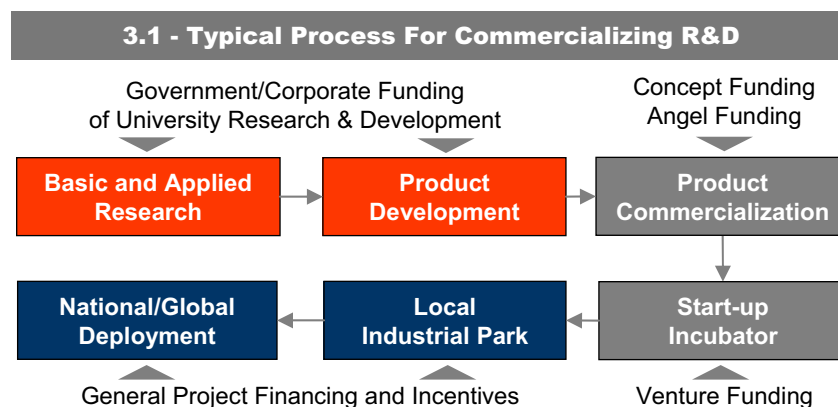 3.1 - Typical Process For Commercializing R&D
Government/Corporate Funding
of University Research & Development
Concept Funding
Angel Funding
Basic and Applied
Research
Product
Development
Product
Commercialization
National/Global
Deployment
Local
Industrial Park
Start-up
Incubator
General Project Financing and Incentives
Venture Funding